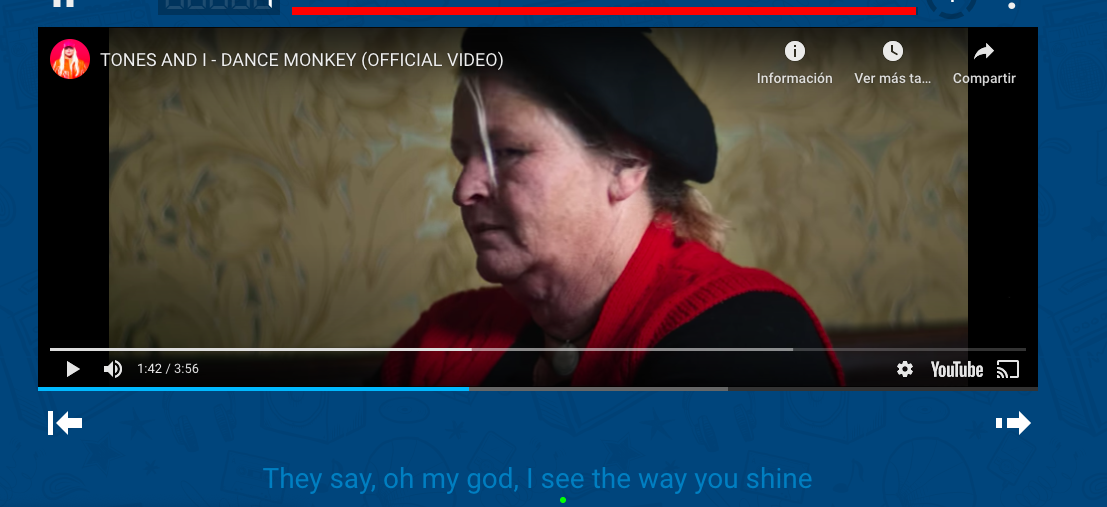 TONES AND I - DANCE MONKEY (OFFICIAL VIDEO)
Información
Ver más ta...
Compartir
1:42 / 3:56
YouTube
They say, oh my god, I see the way you shine